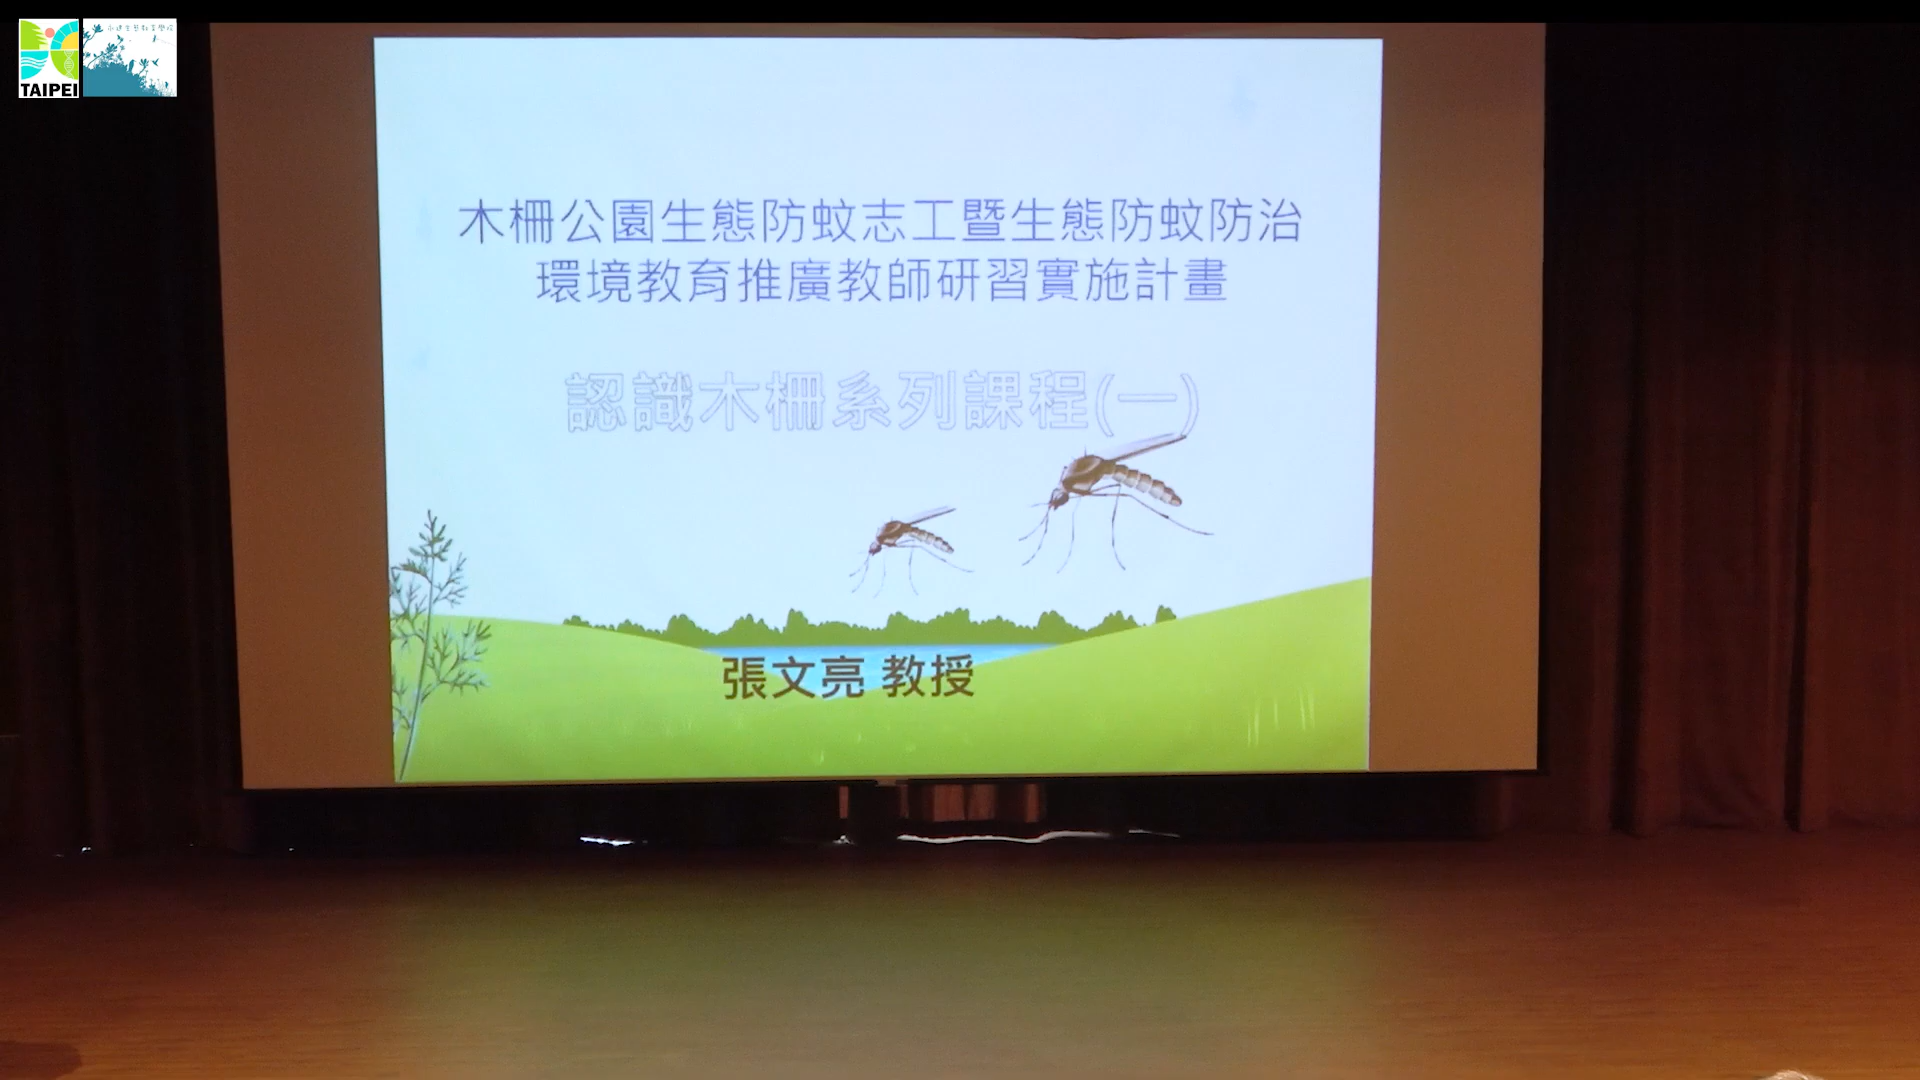 TAIPEI
木柵公園生態防蚊志工暨生態防蚊防治
環境教育推廣教師研習實施計畫
認識木柵系列課程(一)
張文亮 教授